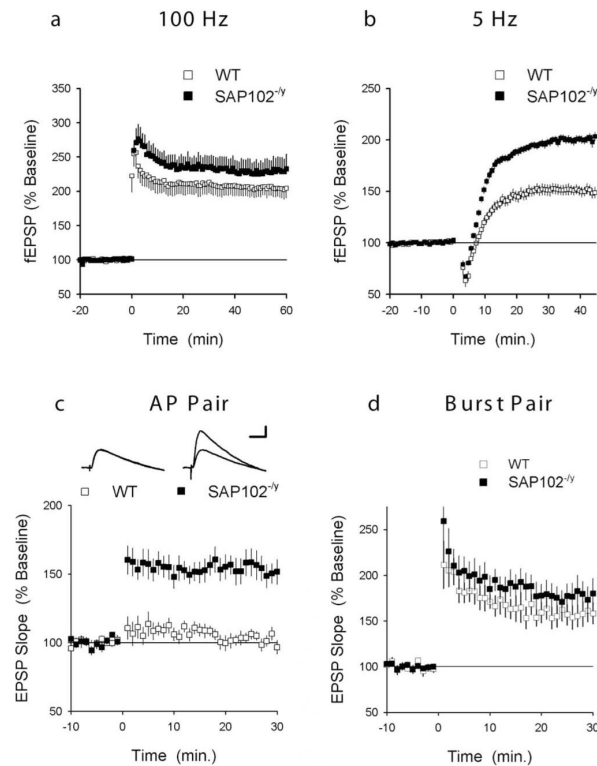 a 100 Hz
WT
SAP102-/y
350
300
250
200
150
100
50
fEPSP (% Baseline)
-20 0 20 40 60
Time (min)
b 5 Hz
WT
SAP102-/y
250
200
150
100
50
fEPSP (% Baseline)
-20 -10 0 10 20 30 40
Time (min.)
c AP Pair
WT SAP102-/y
200
150
100
50
EPSP Slope (% Baseline)
-10 0 10 20 30
Time (min.)
d Burst Pair
WT
SAP102-/y
250
200
150
100
50
EPSP Slope (% Baseline)
-10 0 10 20 30
Time (min.)